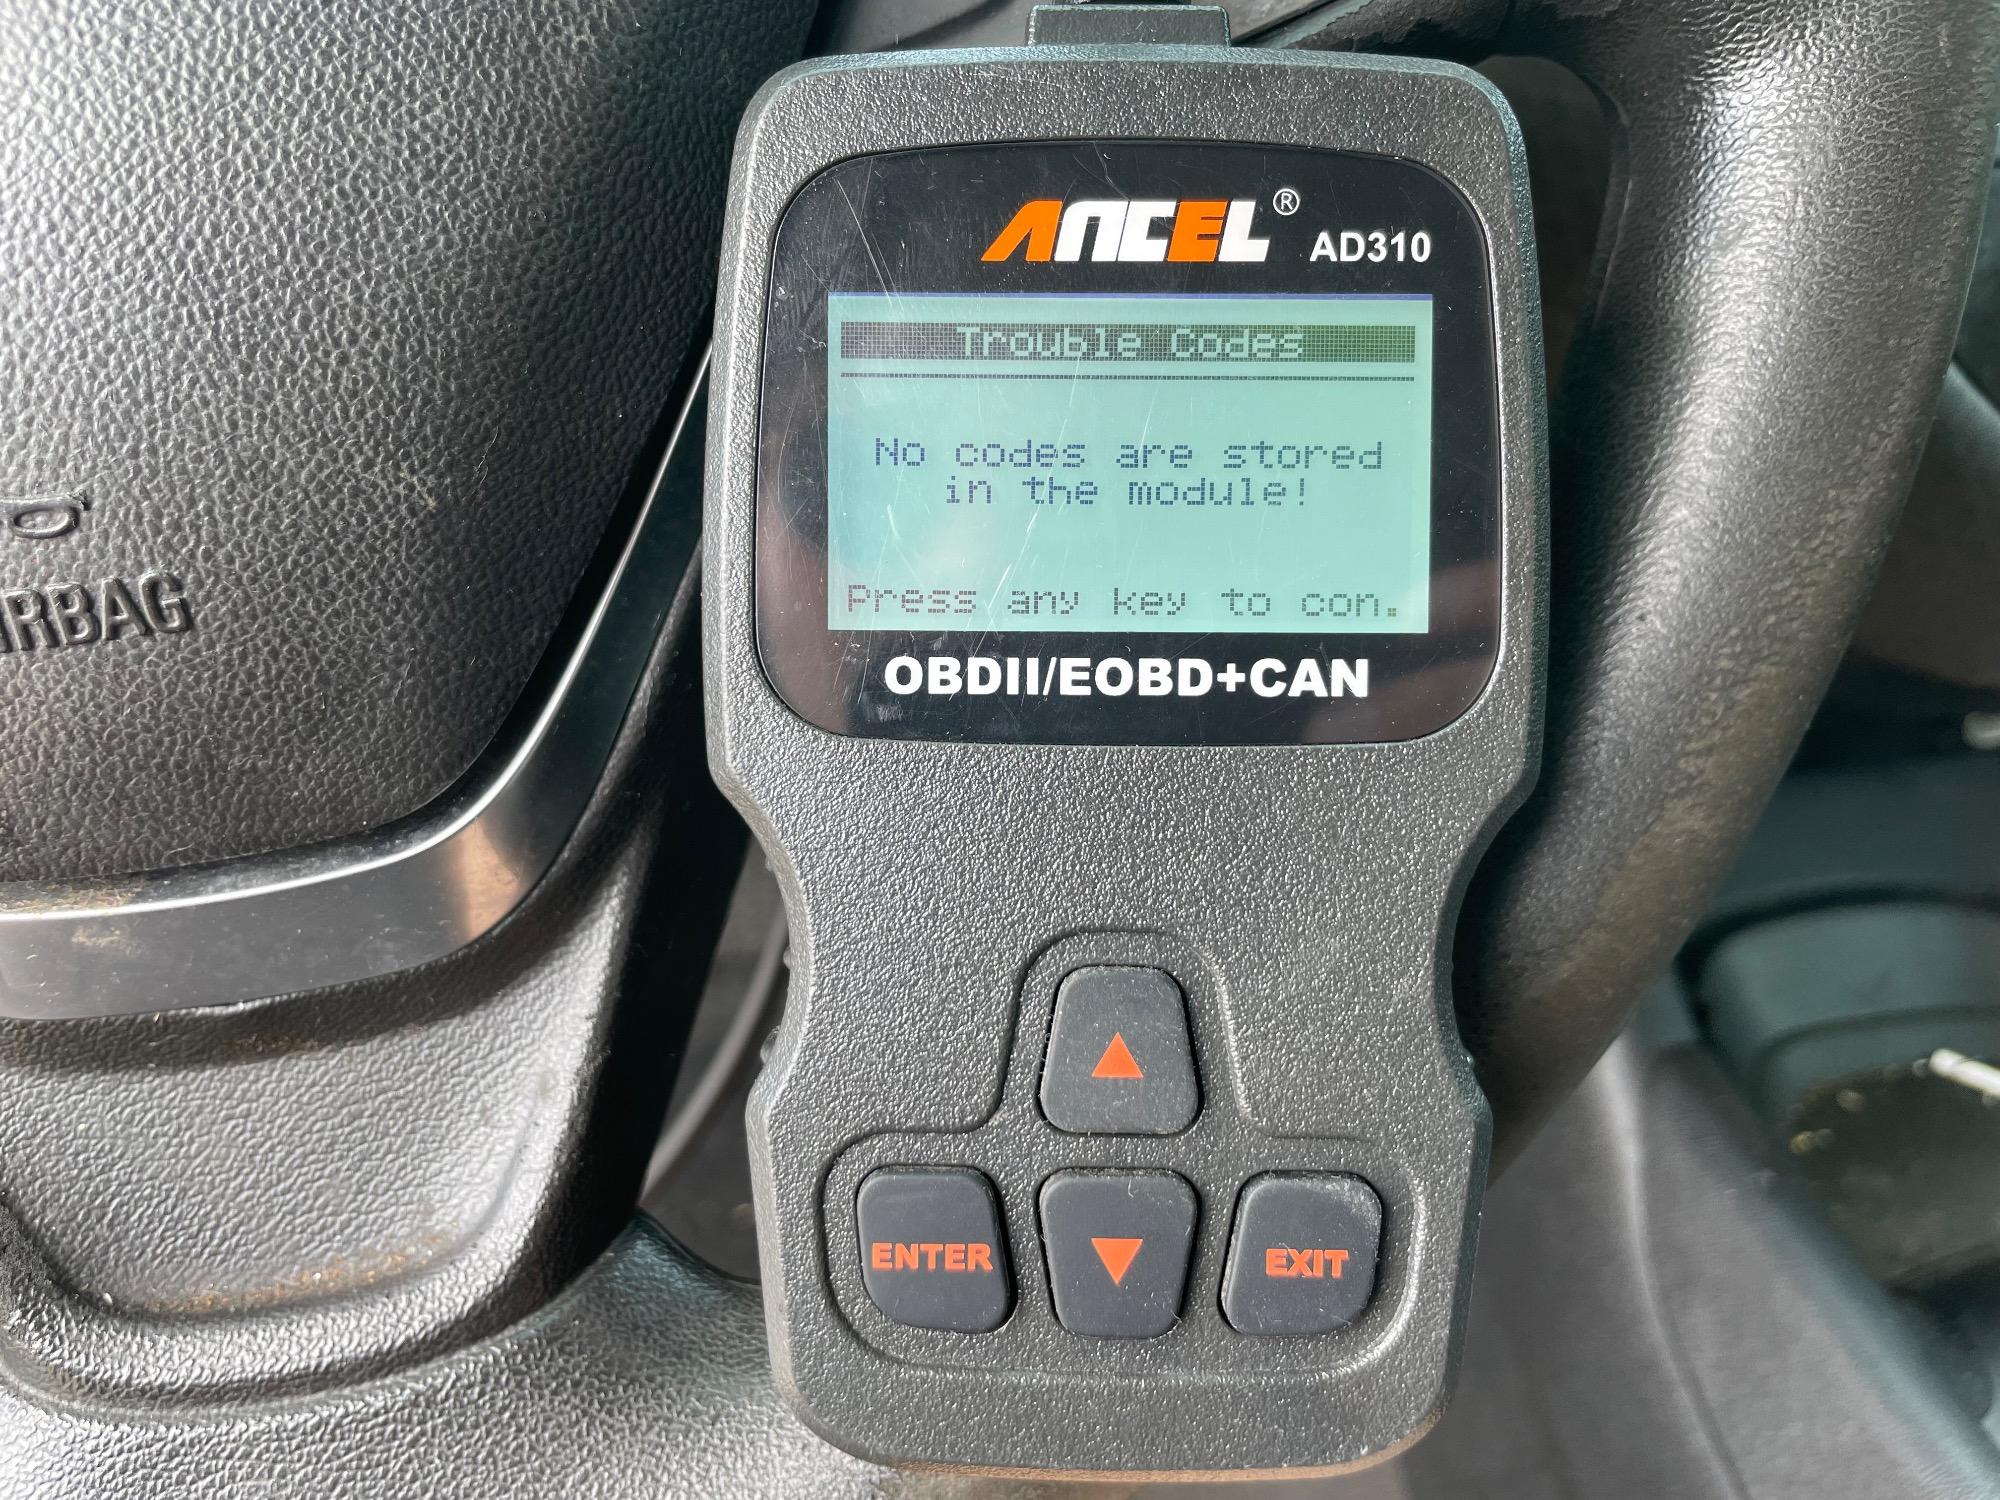 ANCEL® AD310
Trouble Codes
No codes are stored
in the module!
Press any key to con.
OBDII/EOBD+CAN
RBAG
ENTER
EXIT